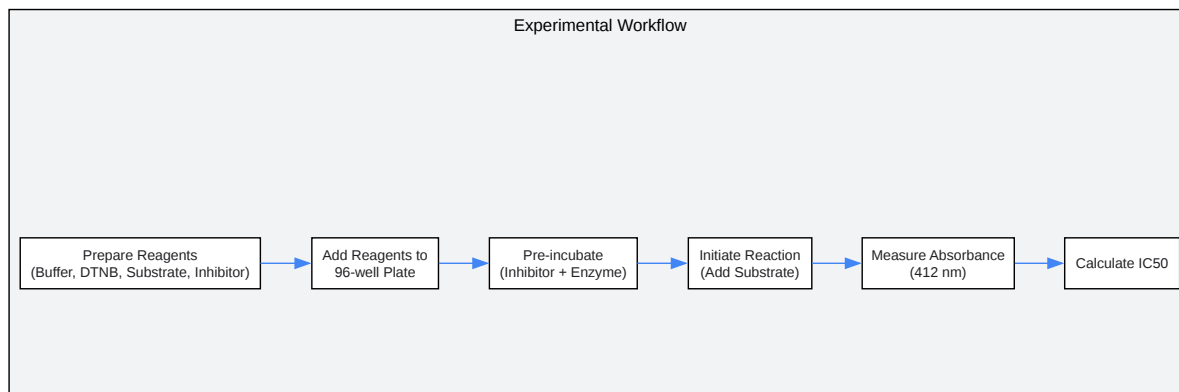 Experimental Workflow
Prepare Reagents
(Buffer, DTNB, Substrate, Inhibitor)
Add Reagents to
96-well Plate
Pre-incubate
(Inhibitor + Enzyme)
Initiate Reaction
(Add Substrate)
Measure Absorbance
(412 nm)
Calculate IC50